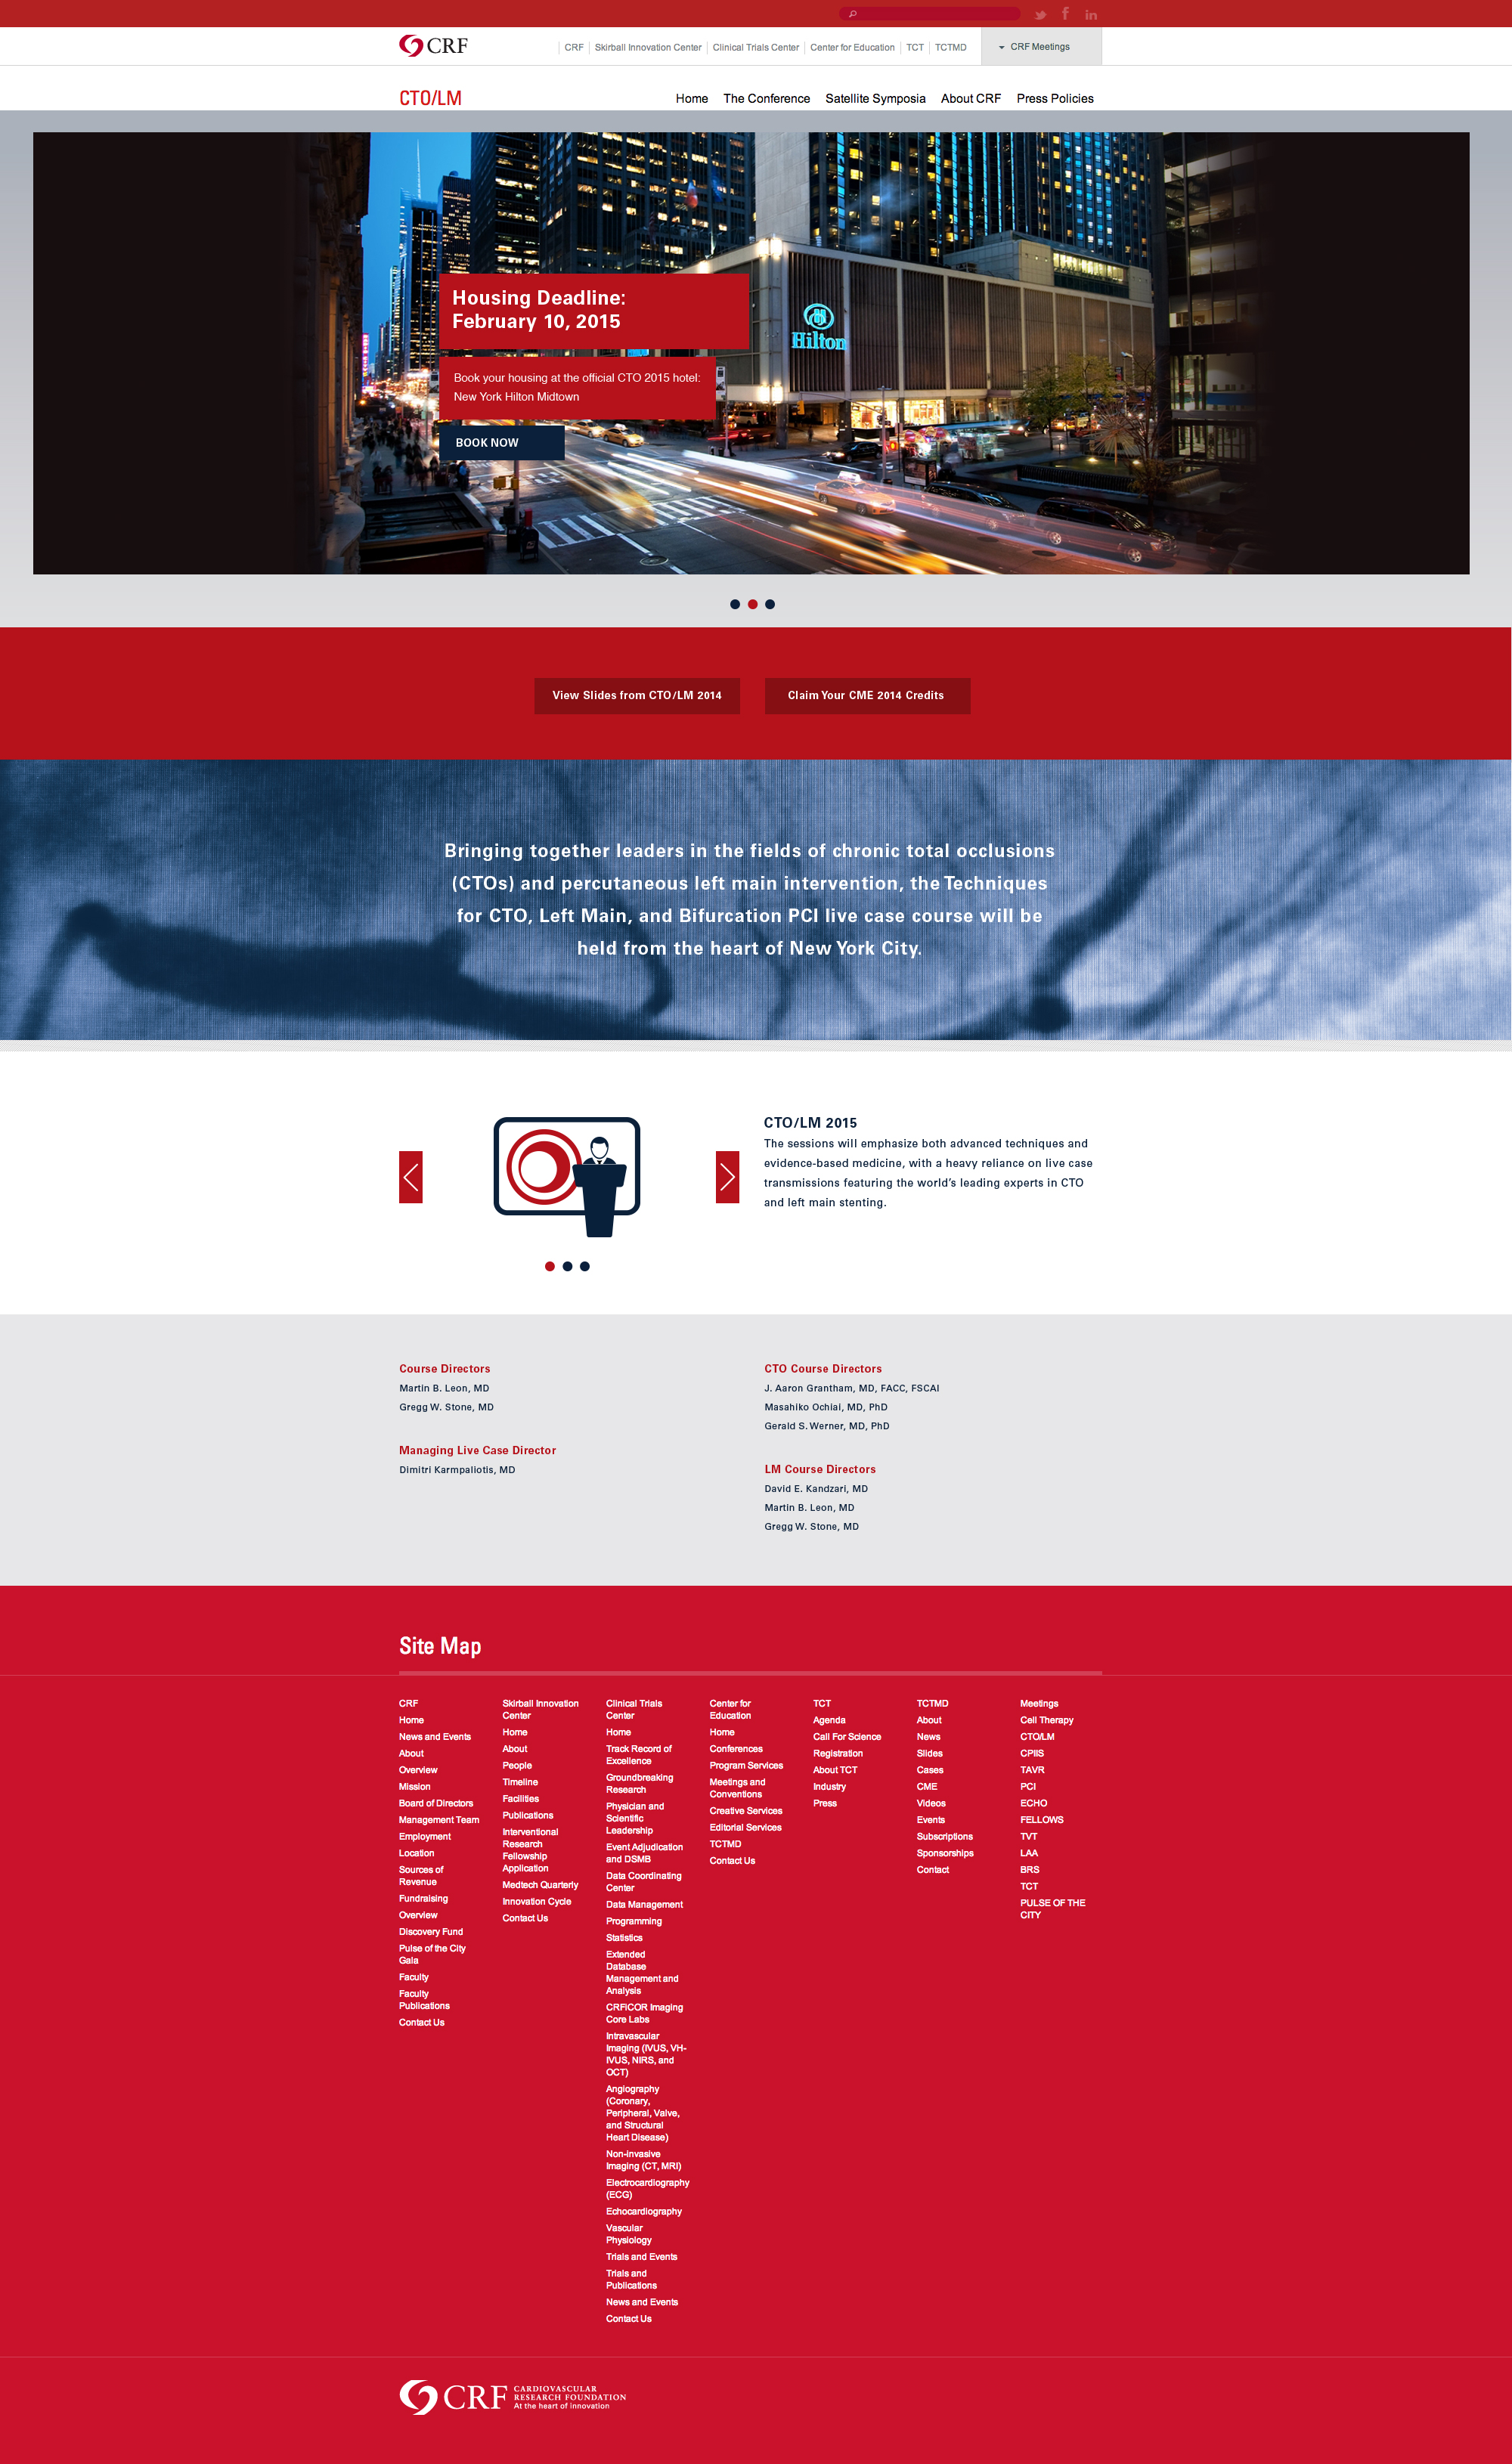 CRF
CRF
Skirball Innovation Center
Clinical Trials Center
Center for Education
TCT
TCTMD
CRF Meetings
CTO/LM
Home
The Conference
Satellite Symposia
About CRF
Press Policies
Housing Deadline:
February 10, 2015
Hilton
Book your housing at the official CTO 2015 hotel:
New York Hilton Midtown
BOOK NOW
View Slides from CTO/LM 2014
Claim Your CME 2014 Credits
Bringing together leaders in the fields of chronic total occlusions
(CTOs) and percutaneous left main intervention, the Techniques
for CTO, Left Main, and Bifurcation PCI live case course will be
held from the heart of New York City.
CTO/LM 2015
The sessions will emphasize both advanced techniques and
evidence-based medicine, with a heavy reliance on live case
transmissions featuring the world's leading experts in CTO
and left main stenting.
Course Directors
Martin B. Leon, MD
Gregg W. Stone, MD
Managing Live Case Director
Dimitri Karmpaliotis, MD
CTO Course Directors
J. Aaron Grantham, MD, FACC, FSCAI
Masahiko Ochiai, MD, PhD
Gerald S. Werner, MD, PhD
LM Course Directors
David E. Kandzari, MD
Martin B. Leon, MD
Gregg W. Stone, MD
Site Map
CRF
Home
News and Events
About
Overview
Mission
Board of Directors
Management Team
Employment
Location
Sources of
Revenue
Fundraising
Overview
Discovery Fund
Pulse of the City
Gala
Faculty
Faculty
Publications
Contact Us
Skirball Innovation
Center
Home
About
People
Timeline
Facilities
Publications
Interventional
Research
Fellowship
Application
Medtech Quarterly
Innovation Cycle
Contact Us
Clinical Trials
Center
Home
Track Record of
Excellence
Groundbreaking
Research
Physician and
Scientific
Leadership
Event Adjudication
and DSMB
Data Coordinating
Center
Data Management
Programming
Statistics
Extended
Database
Management and
Analysis
CRFiCOR Imaging
Core Labs
Intravascular
Imaging (IVUS, VH-
IVUS, NIRS, and
OCT)
Angiography
(Coronary,
Peripheral, Valve,
and Structural
Heart Disease)
Non-invasive
Imaging (CT, MRI)
Electrocardiography
(ECG)
Echocardiography
Vascular
Physiology
Trials and Events
Trials and
Publications
News and Events
Contact Us
Center for
Education
Home
Conferences
Program Services
Meetings and
Conventions
Creative Services
Editorial Services
TCTMD
Contact Us
TCT
Agenda
Call For Science
Registration
About TCT
Industry
Press
TCTMD
About
News
Slides
Cases
CME
Videos
Events
Subscriptions
Sponsorships
Contact
Meetings
Cell Therapy
CTO/LM
CPIIS
TAVR
PCI
ECHO
FELLOWS
TVT
LAA
BRS
TCT
PULSE OF THE
CITY
CRF
CARDIOVASCULAR
RESEARCH FOUNDATION
At the heart of innovation